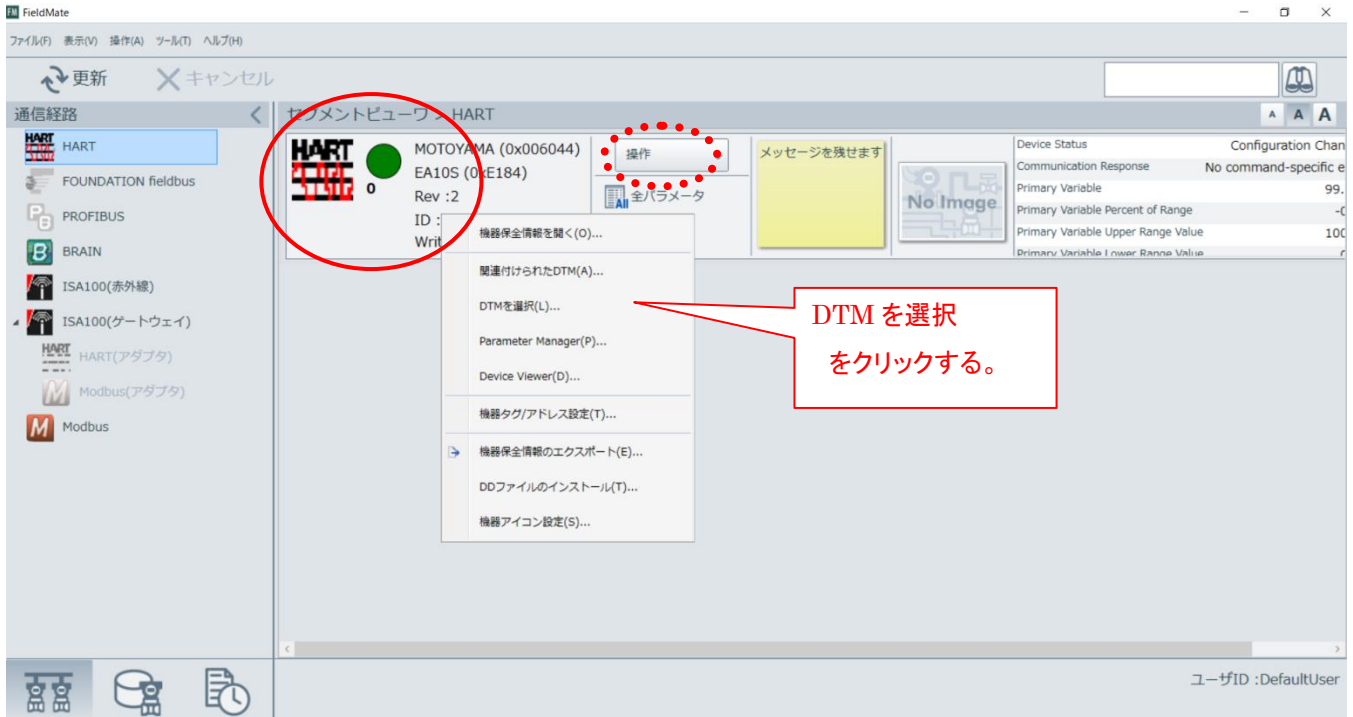 FM FieldMate
ファイル(F) 表示(V) 操作(A) ツール(T) ヘルプ(H)
更新 キャンセル
通信経路
HART HART
FOUNDATION fieldbus
PROFIBUS
BRAIN
ISA100(赤外線)
ISA100(ゲートウェイ)
HART HART(アダプタ)
Modbus(アダプタ)
Modbus
セグメントビューワ > HART
A A A
HART
0
MOTOYAMA (0x006044)
EA10S (0xE184)
Rev :2
ID :
Writ
操作
All 全パラメータ
メッセージを残せます
No Image
Device Status Configuration Chan
Communication Response No command-specific e
Primary Variable 99.
Primary Variable Percent of Range -0
Primary Variable Upper Range Value 100
Primary Variable Lower Range Value
機器保全情報を開く(O)...
関連付けられたDTM(A)...
DTMを選択(L)...
Parameter Manager(P)...
Device Viewer(D)...
機器タグ/アドレス設定(T)...
機器保全情報のエクスポート(E)...
DDファイルのインストール(T)...
機器アイコン設定(S)...
DTM を選択
をクリックする。
ユーザID :DefaultUser